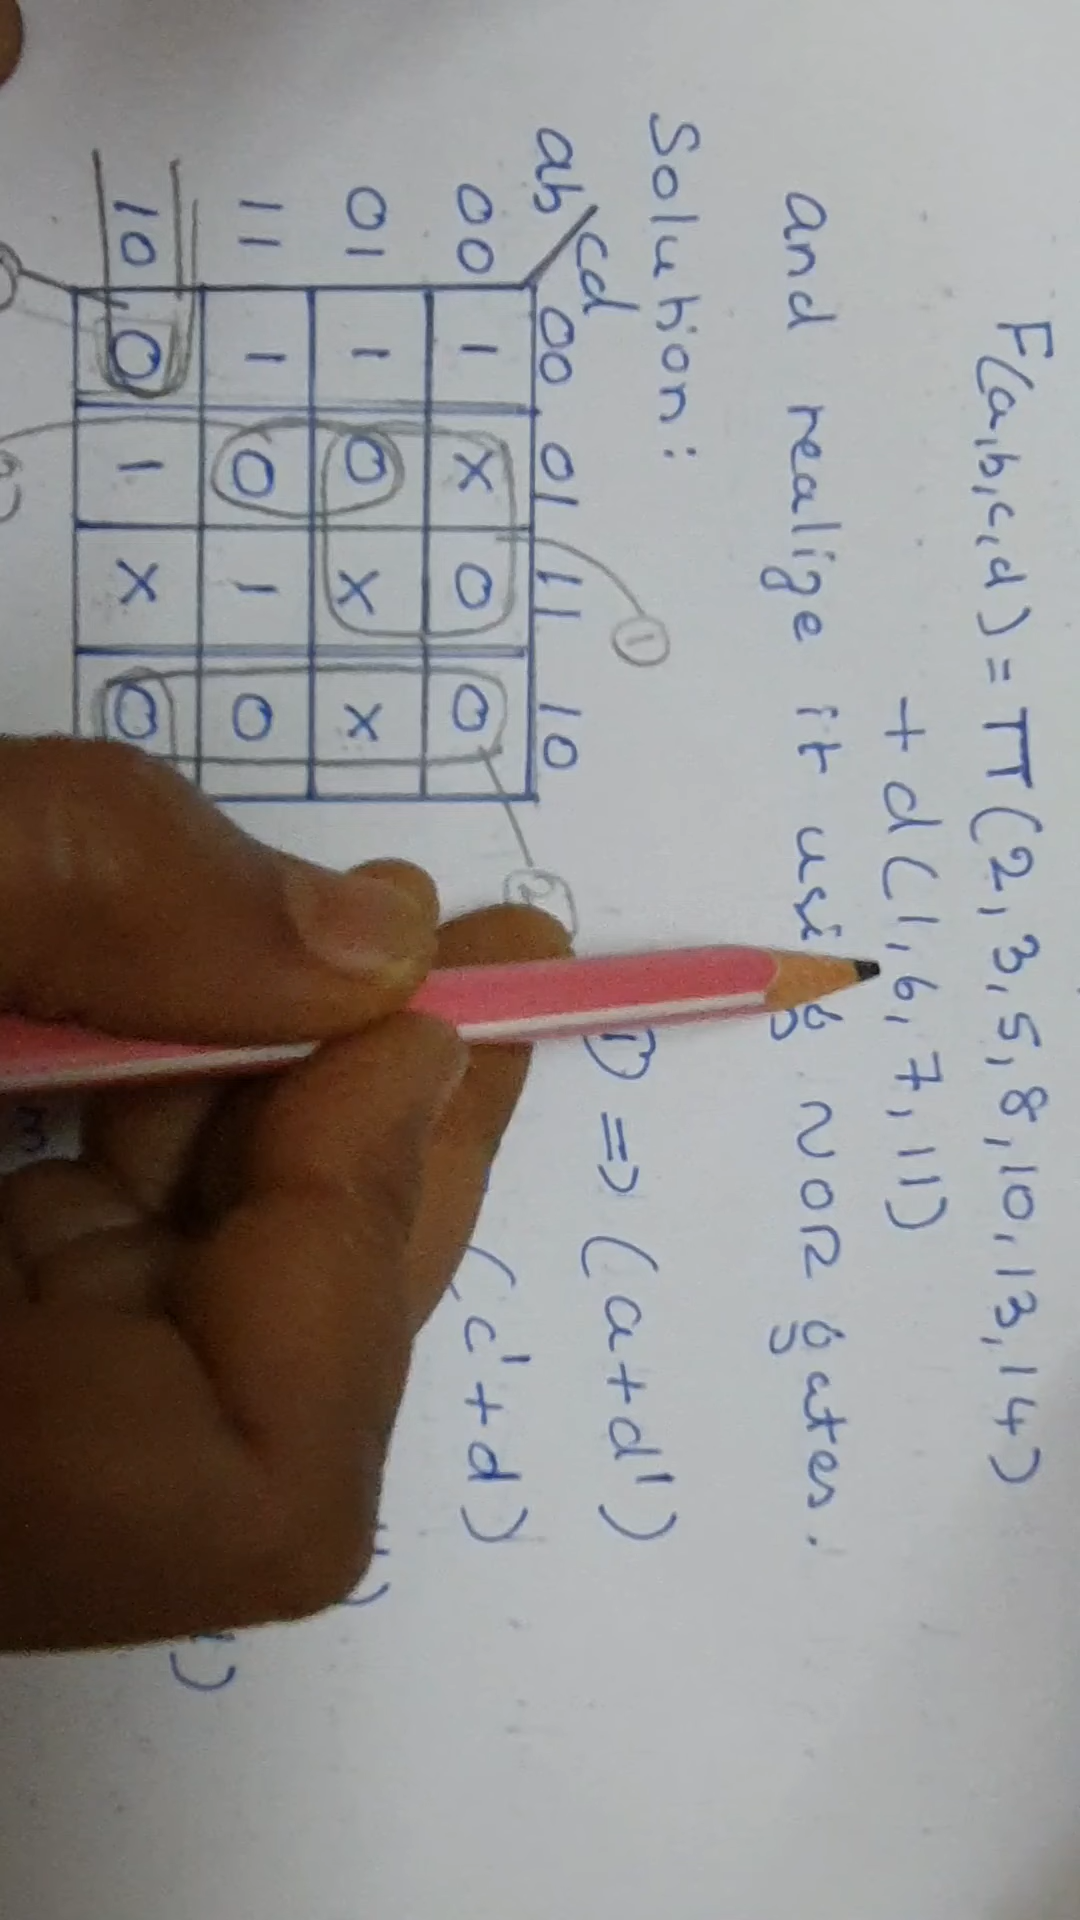 F(a,b,c,d) = π(2,3,5,8,10,13,14)
+ d(1,6,7,11)
and realize it using NOR gates.
Solution:
ab\cd 00 01 11 10
00 1 x 0 0
01 1 0 x x
11 1 0 1 0
10 0 1 x 0
①
②
=> (a+d')
(c'+d)